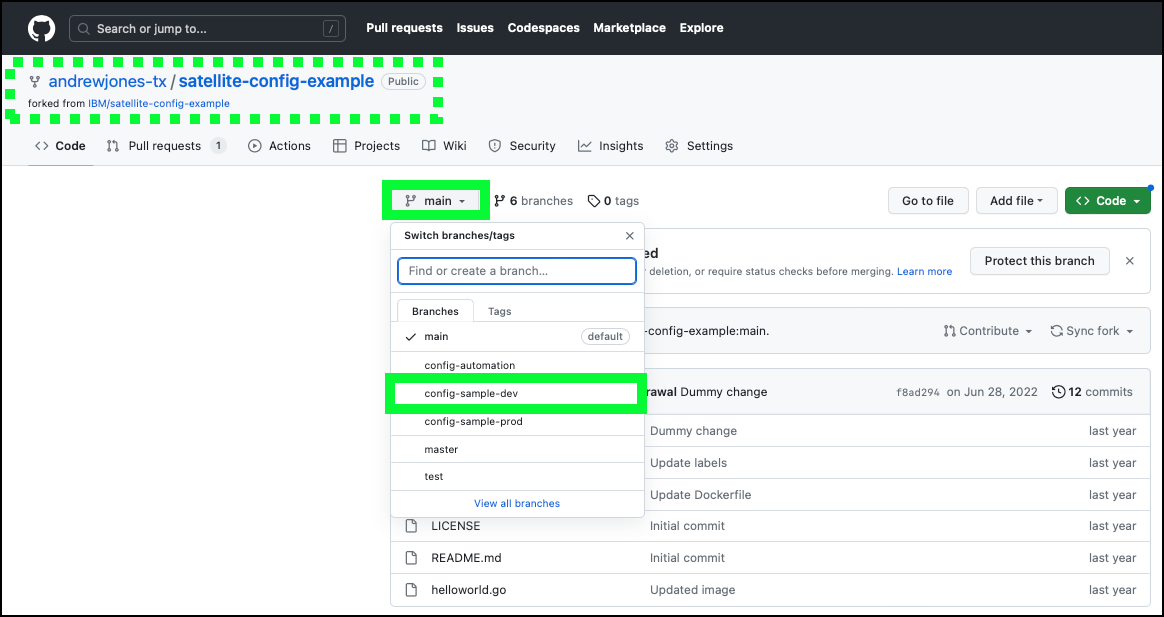 Search or jump to... / Pull requests Issues Codespaces Marketplace Explore
andrewjones-tx / satellite-config-example Public
forked from IBM/satellite-config-example
Code Pull requests 1 Actions Projects Wiki Security Insights Settings
main 6 branches 0 tags Go to file Add file Code
Switch branches/tags
Find or create a branch...
Branches Tags
main default
config-automation
config-sample-dev
config-sample-prod
master
test
View all branches
ed
deletion, or require status checks before merging. Learn more
Protect this branch
-config-example:main. Contribute Sync fork
rawal Dummy change f8ad294 on Jun 28, 2022 12 commits
Dummy change last year
Update labels last year
Update Dockerfile last year
LICENSE Initial commit last year
README.md Initial commit last year
helloworld.go Updated image last year